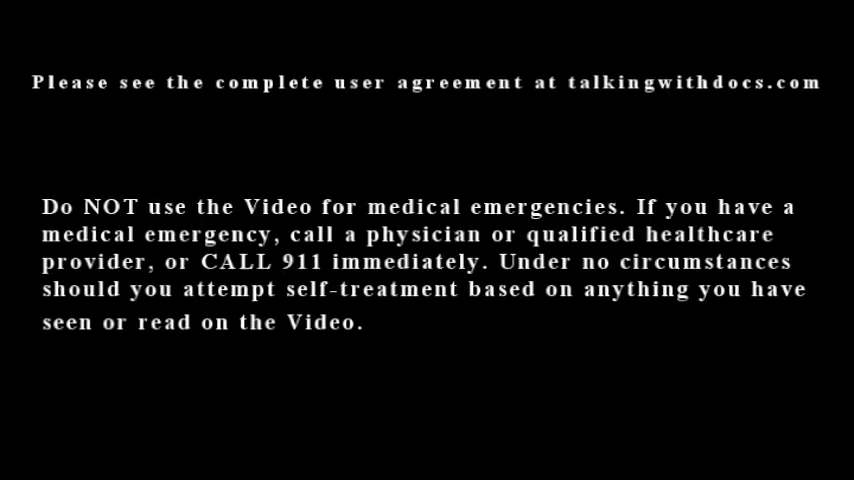 Please see the complete user agreement at talkingwithdocs.com
Do NOT use the Video for medical emergencies. If you have a
medical emergency, call a physician or qualified healthcare
provider, or CALL 911 immediately. Under no circumstances
should you attempt self-treatment based on anything you have
seen or read on the Video.